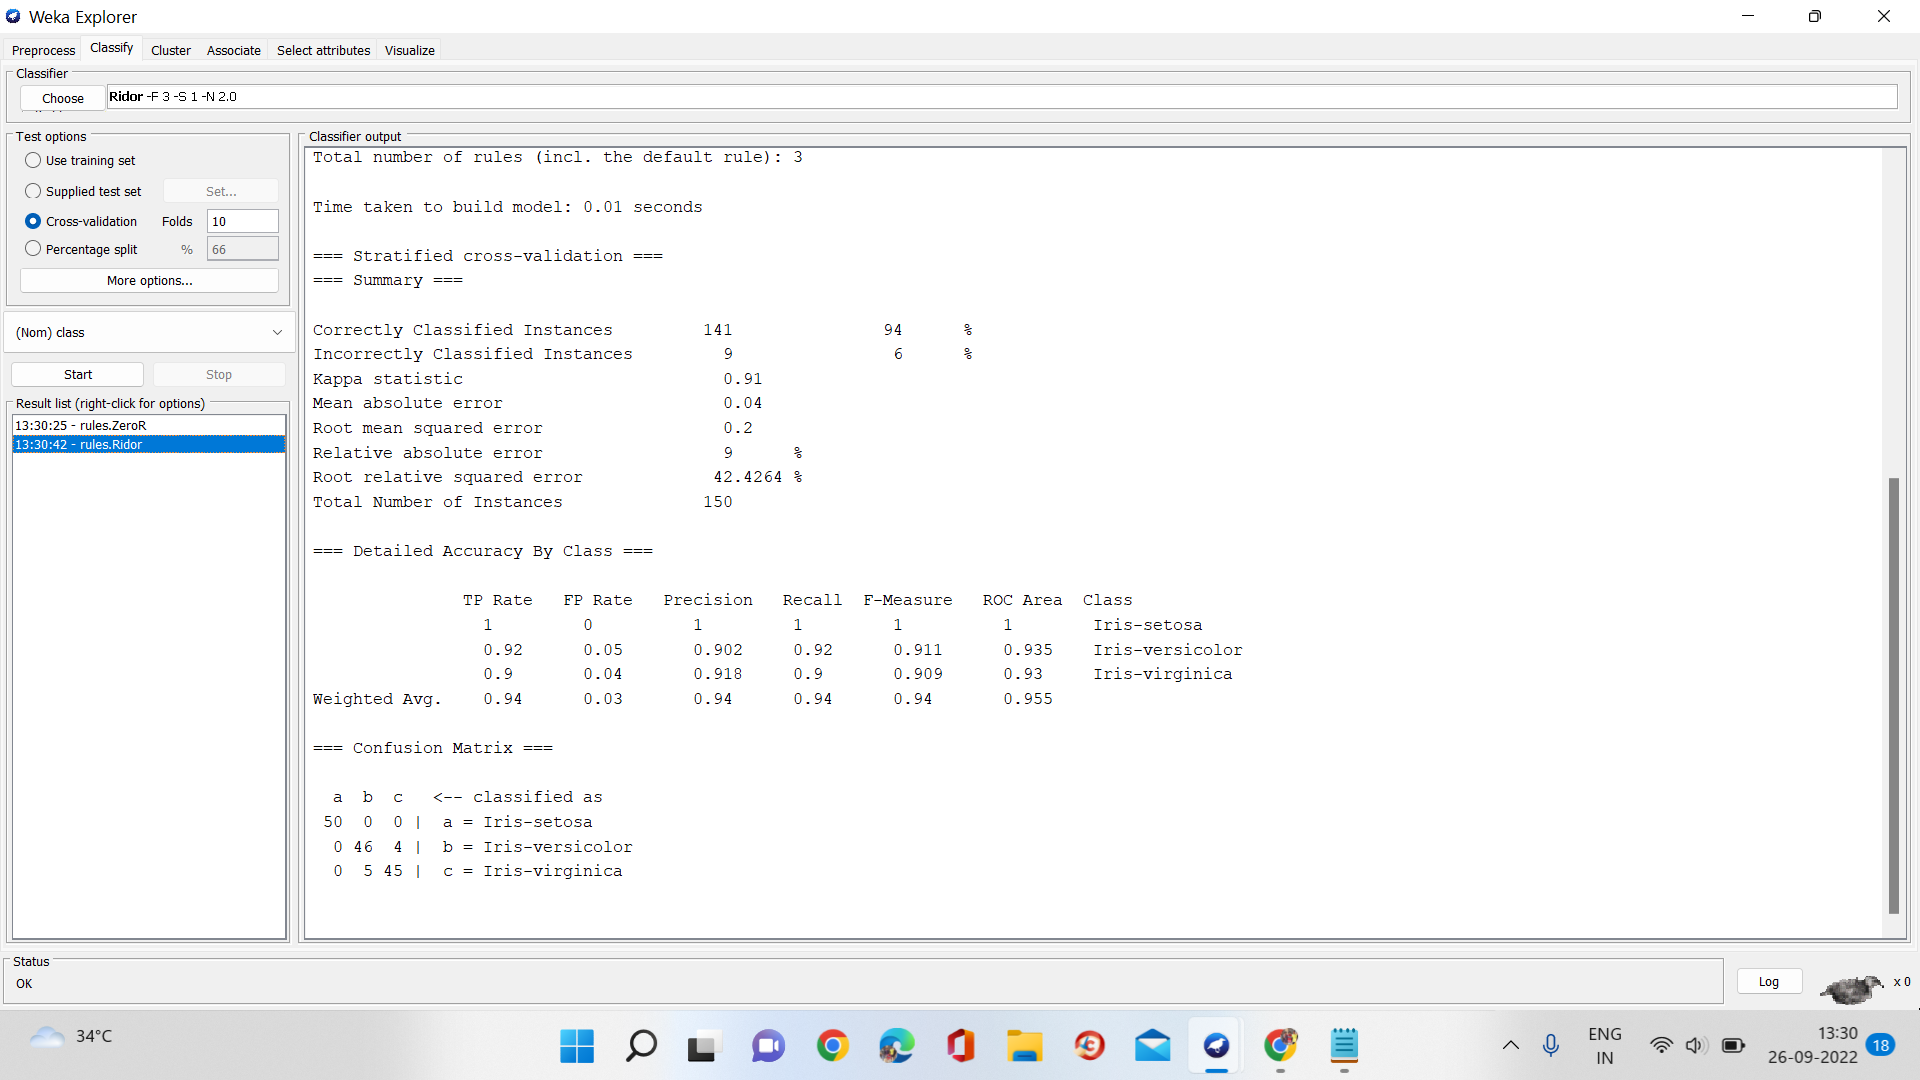 Weka Explorer
Preprocess Classify Cluster Associate Select attributes Visualize
Classifier
Choose Ridor -F 3 -S 1 -N 2.0
Test options
Use training set
Supplied test set Set...
Cross-validation Folds 10
Percentage split % 66
More options...
(Nom) class
Start Stop
Result list (right-click for options)
13:30:25 - rules.ZeroR
13:30:42 - rules.Ridor
Classifier output
Total number of rules (incl. the default rule): 3
Time taken to build model: 0.01 seconds
=== Stratified cross-validation ===
=== Summary ===
Correctly Classified Instances 141 94 %
Incorrectly Classified Instances 9 6 %
Kappa statistic 0.91
Mean absolute error 0.04
Root mean squared error 0.2
Relative absolute error 9 %
Root relative squared error 42.4264 %
Total Number of Instances 150
=== Detailed Accuracy By Class ===
TP Rate FP Rate Precision Recall F-Measure ROC Area Class
1 0 1 1 1 1 Iris-setosa
0.92 0.05 0.902 0.92 0.911 0.935 Iris-versicolor
0.9 0.04 0.918 0.9 0.909 0.93 Iris-virginica
Weighted Avg. 0.94 0.03 0.94 0.94 0.94 0.955
=== Confusion Matrix ===
a b c <-- classified as
50 0 0 | a = Iris-setosa
0 46 4 | b = Iris-versicolor
0 5 45 | c = Iris-virginica
Status
OK
Log
x 0
34°C
ENG
IN
13:30
26-09-2022
18